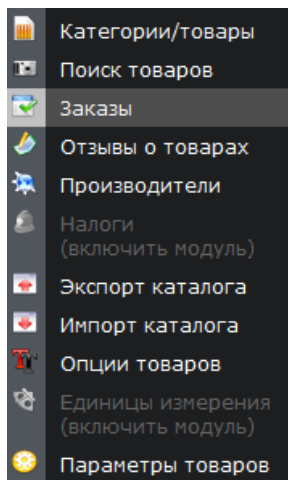 Категории/товары
Поиск товаров
Заказы
Отзывы о товарах
Производители
Налоги
(включить модуль)
Экспорт каталога
Импорт каталога
Опции товаров
Единицы измерения
(включить модуль)
Параметры товаров